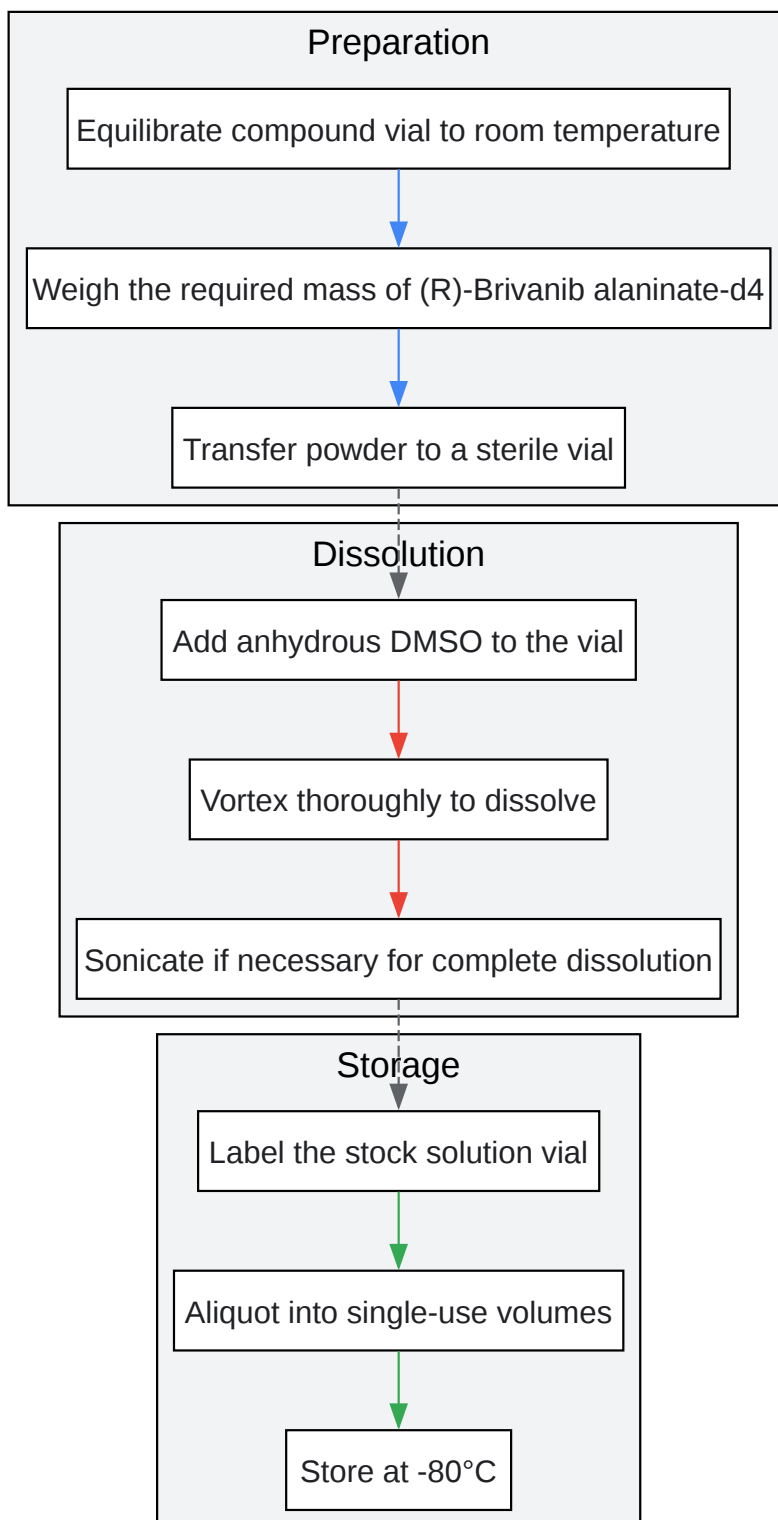 Preparation
Equilibrate compound vial to room temperature
Weigh the required mass of (R)-Brivanib alaninate-d4
Transfer powder to a sterile vial
Dissolution
Add anhydrous DMSO to the vial
Vortex thoroughly to dissolve
Sonicate if necessary for complete dissolution
Storage
Label the stock solution vial
Aliquot into single-use volumes
Store at -80°C